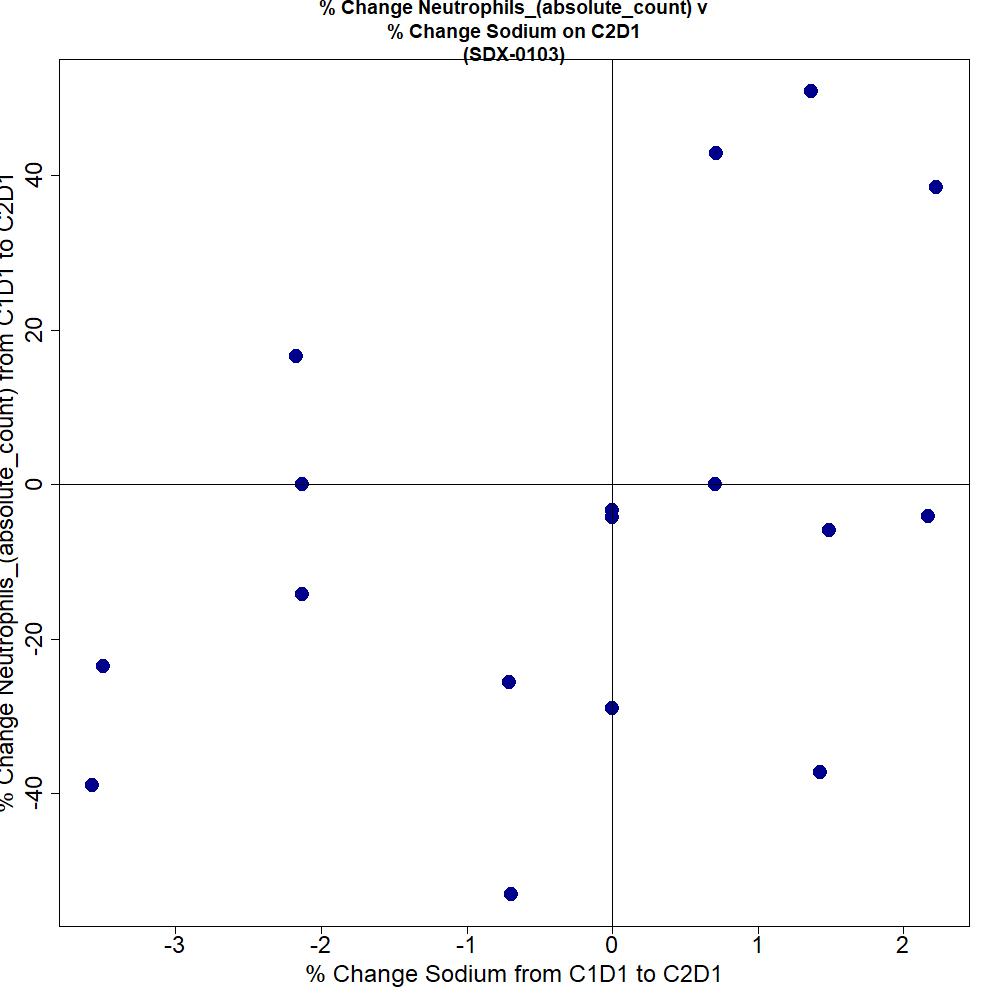 % Change Neutrophils_(absolute_count) v
% Change Sodium on C2D1
(SDX-0103)
% Change Neutrophils_(absolute_count) from C1D1 to C2D1
40
20
0
-20
-40
-3
-2
-1
0
1
2
% Change Sodium from C1D1 to C2D1